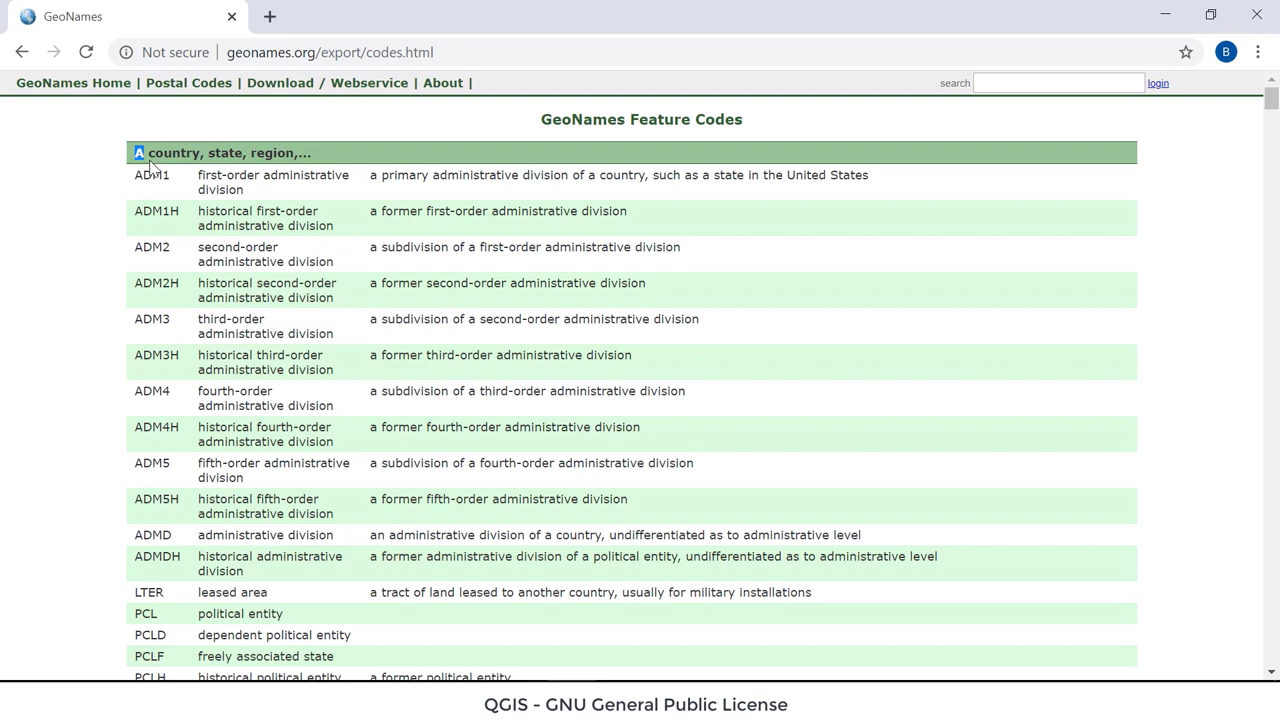 GeoNames
Not secure geonames.org/export/codes.html B
GeoNames Home | Postal Codes | Download / Webservice | About | search login
GeoNames Feature Codes
A country, state, region,...
ADM1 first-order administrative division a primary administrative division of a country, such as a state in the United States
ADM1H historical first-order administrative division a former first-order administrative division
ADM2 second-order administrative division a subdivision of a first-order administrative division
ADM2H historical second-order administrative division a former second-order administrative division
ADM3 third-order administrative division a subdivision of a second-order administrative division
ADM3H historical third-order administrative division a former third-order administrative division
ADM4 fourth-order administrative division a subdivision of a third-order administrative division
ADM4H historical fourth-order administrative division a former fourth-order administrative division
ADM5 fifth-order administrative division a subdivision of a fourth-order administrative division
ADM5H historical fifth-order administrative division a former fifth-order administrative division
ADMD administrative division an administrative division of a country, undifferentiated as to administrative level
ADMDH historical administrative division a former administrative division of a political entity, undifferentiated as to administrative level
LTER leased area a tract of land leased to another country, usually for military installations
PCL political entity
PCLD dependent political entity
PCLF freely associated state
PCLH historical political entity a former political entity
QGIS - GNU General Public License